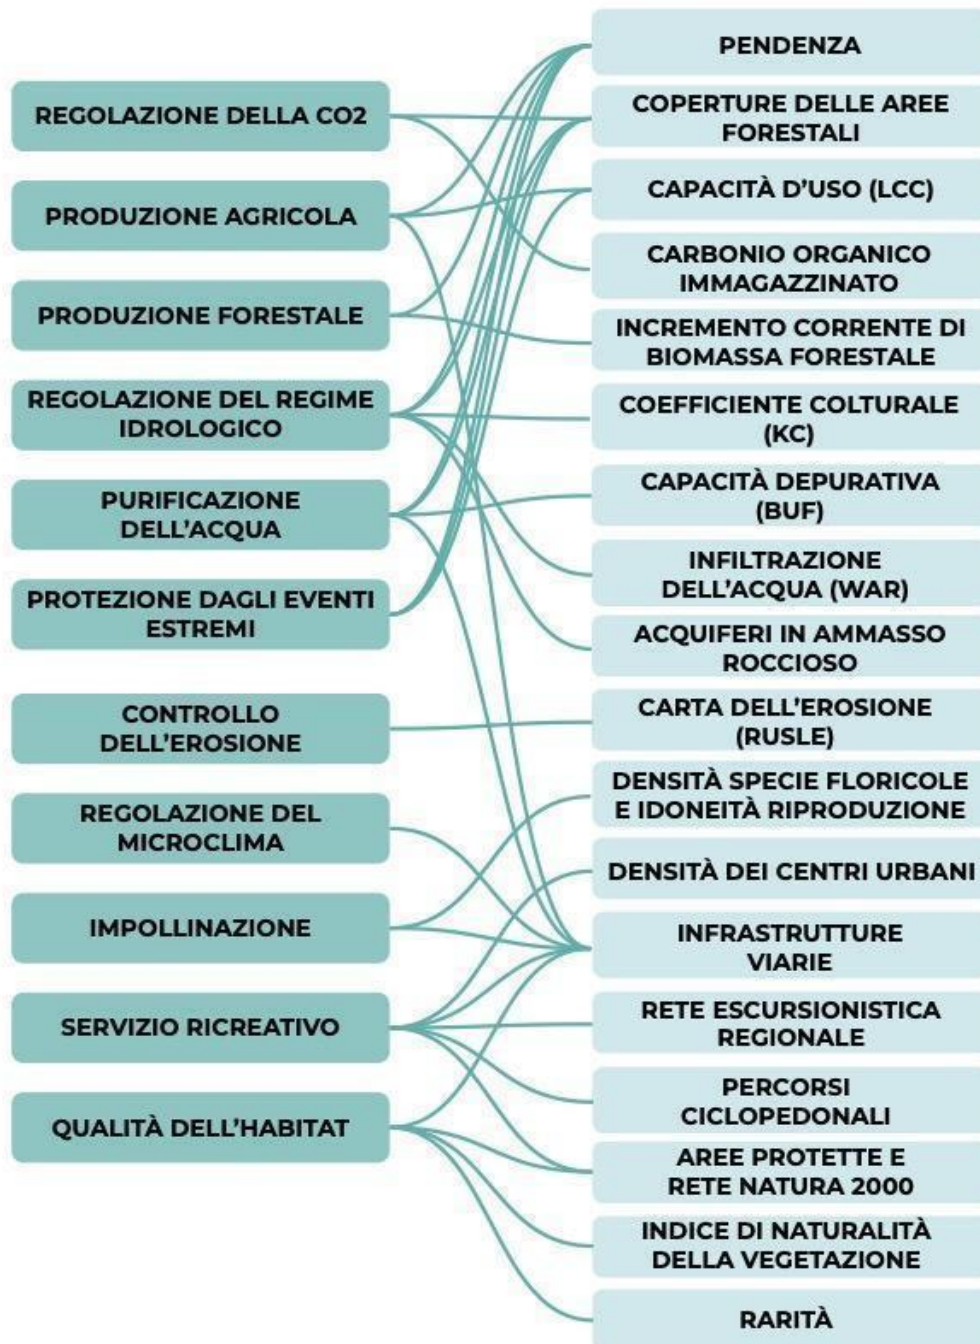 REGOLAZIONE DELLA CO2
PRODUZIONE AGRICOLA
PRODUZIONE FORESTALE
REGOLAZIONE DEL REGIME
IDROLOGICO
PURIFICAZIONE
DELL'ACQUA
PROTEZIONE DAGLI EVENTI
ESTREMI
CONTROLLO
DELL'EROSIONE
REGOLAZIONE DEL
MICROCLIMA
IMPOLLINAZIONE
SERVIZIO RICREATIVO
QUALITÀ DELL'HABITAT
PENDENZA
COPERTURE DELLE AREE
FORESTALI
CAPACITÀ D'USO (LCC)
CARBONIO ORGANICO
IMMAGAZZINATO
INCREMENTO CORRENTE DI
BIOMASSA FORESTALE
COEFFICIENTE COLTURALE
(KC)
CAPACITÀ DEPURATIVA
(BUF)
INFILTRAZIONE
DELL'ACQUA (WAR)
ACQUIFERI IN AMMASSO
ROCCIOSO
CARTA DELL'EROSIONE
(RUSLE)
DENSITÀ SPECIE FLORICOLE
E IDONEITÀ RIPRODUZIONE
DENSITÀ DEI CENTRI URBANI
INFRASTRUTTURE
VIARIE
RETE ESCURSIONISTICA
REGIONALE
PERCORSI
CICLOPEDONALI
AREE PROTETTE E
RETE NATURA 2000
INDICE DI NATURALITÀ
DELLA VEGETAZIONE
RARITÀ